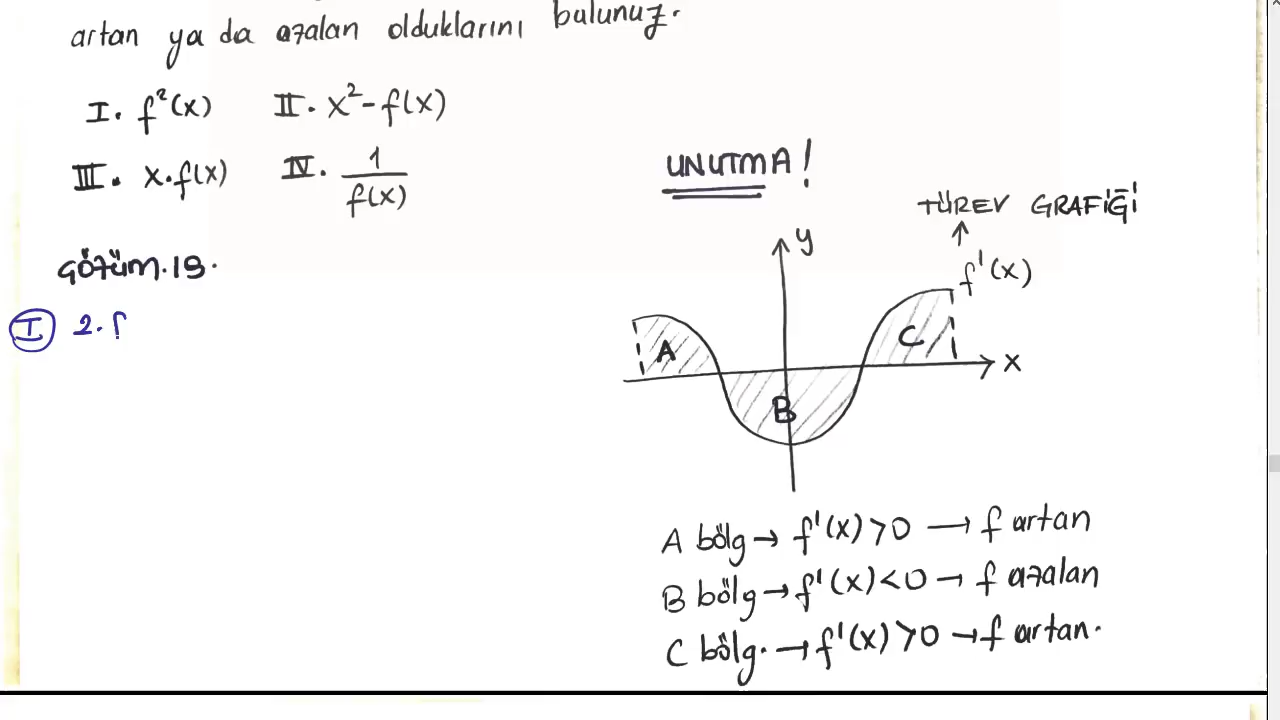 artan ya da azalan olduklarını bulunuz.
I. f²(x) II. x²-f(x)
III. x.f(x) IV. 1/f(x)
UNUTMA!
TÜREV GRAFİĞİ
y
f'(x)
Çözüm.19.
I 2.f
A
C
x
B
A bölg → f'(x)>0 → f artan
B bölg → f'(x)<0 → f azalan
C bölg. → f'(x)>0 → f artan.